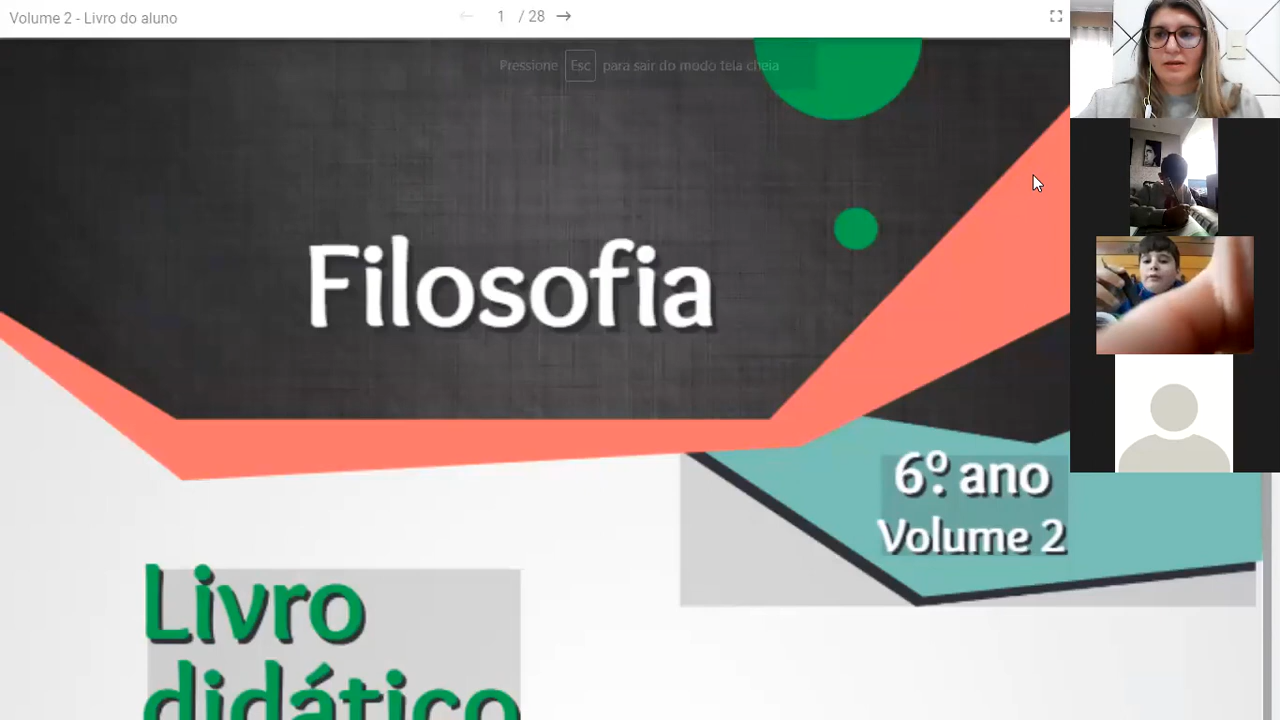 Volume 2 - Livro do aluno
1 / 28
Pressione Esc para sair do modo tela cheia
Filosofia
6º. ano
Volume 2
Livro
didático